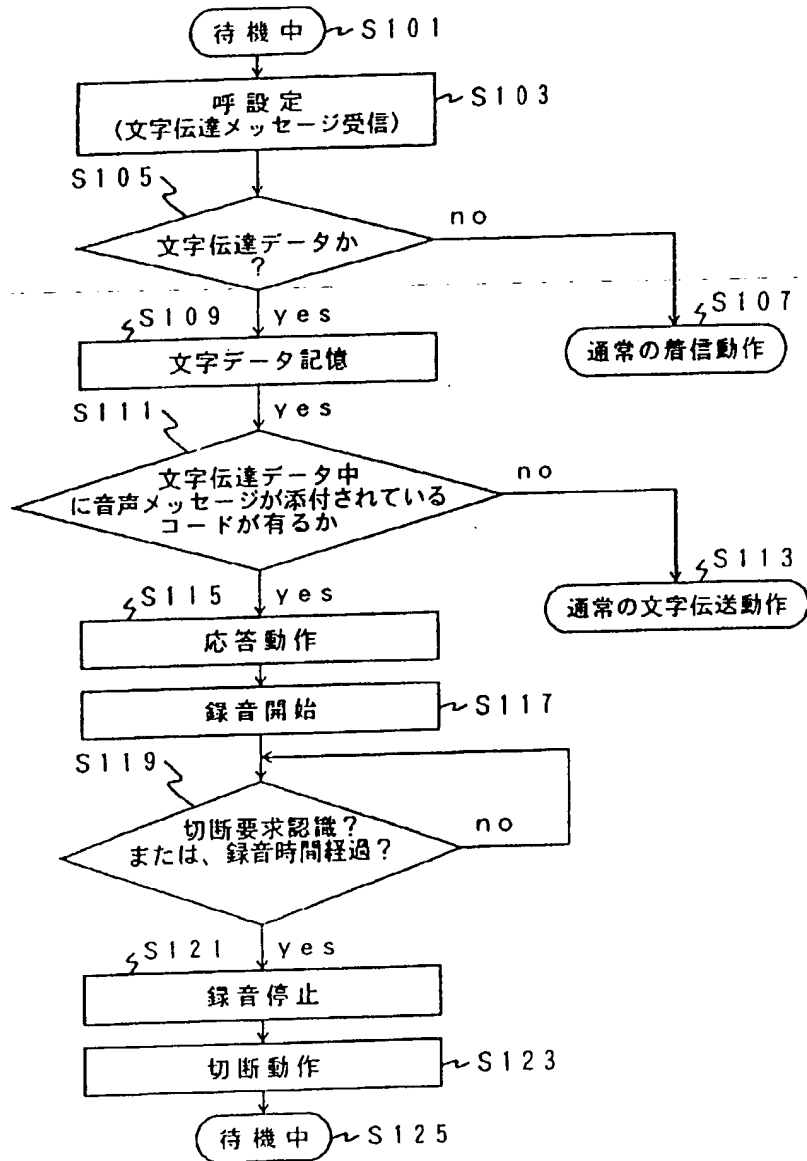 待機中
S101
呼設定
(文字伝達メッセージ受信)
S103
S105
文字伝達データか
?
no
S107
通常の着信動作
S109
yes
文字データ記憶
S111
yes
文字伝達データ中
に音声メッセージが添付されている
コードが有るか
no
S113
通常の文字伝送動作
S115
yes
応答動作
録音開始
S117
S119
切断要求認識?
または、録音時間経過?
no
S121
yes
録音停止
切断動作
S123
待機中
S125